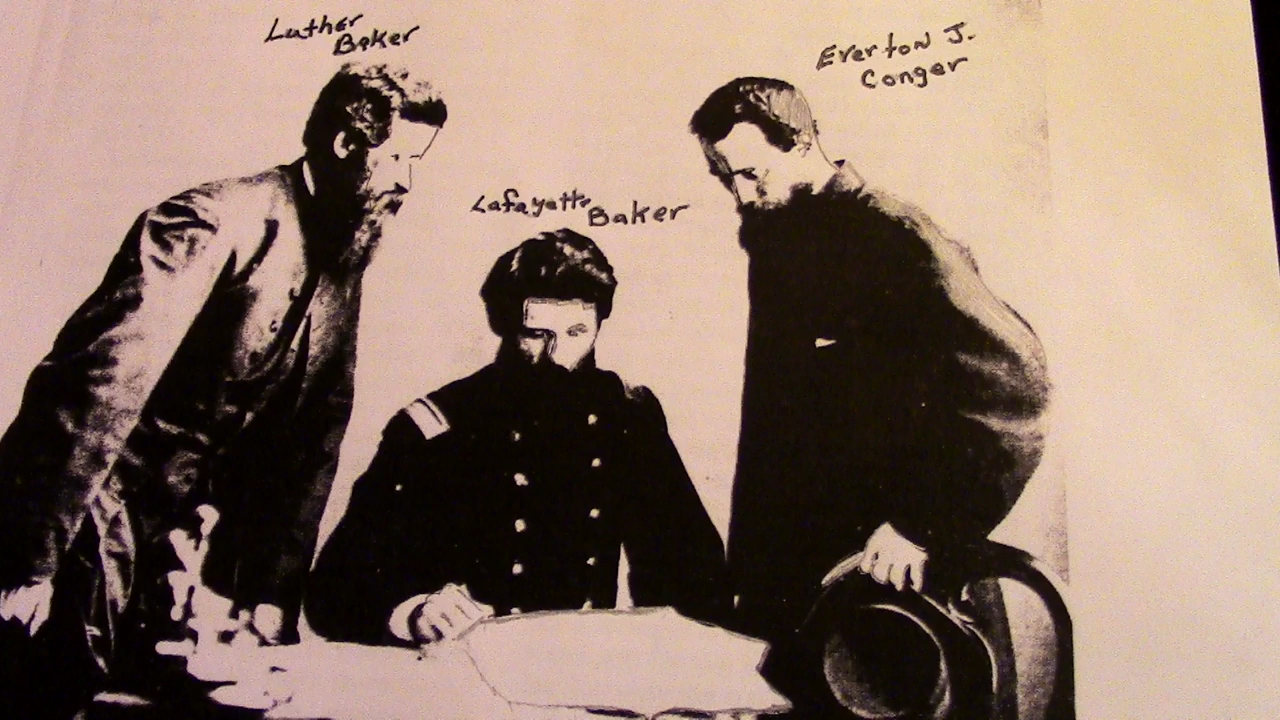 Luther
Baker
Everton J.
Conger
Lafayette Baker